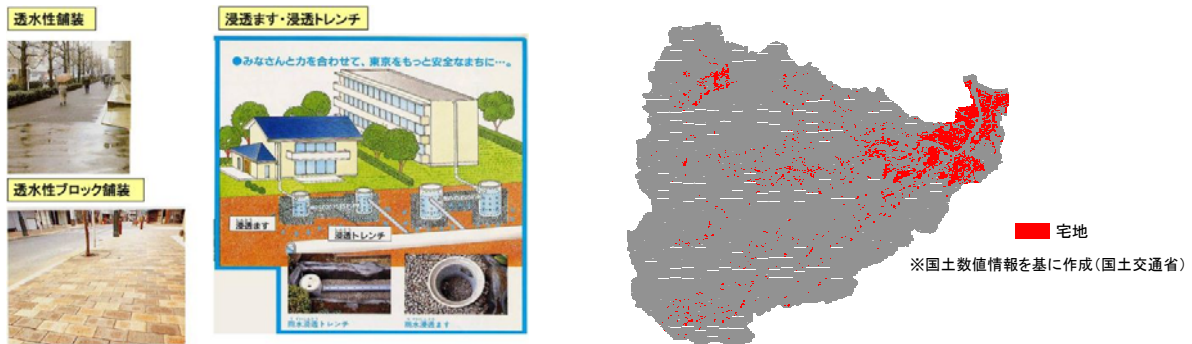 透水性舗装
浸透ます・浸透トレンチ
●みなさんと力を合わせて、東京をもっと安全なまちに…。
浸透ます
浸透トレンチ
雨水浸透トレンチ
雨水浸透ます
透水性ブロック舗装
宅地
※国土数値情報を基に作成(国土交通省)